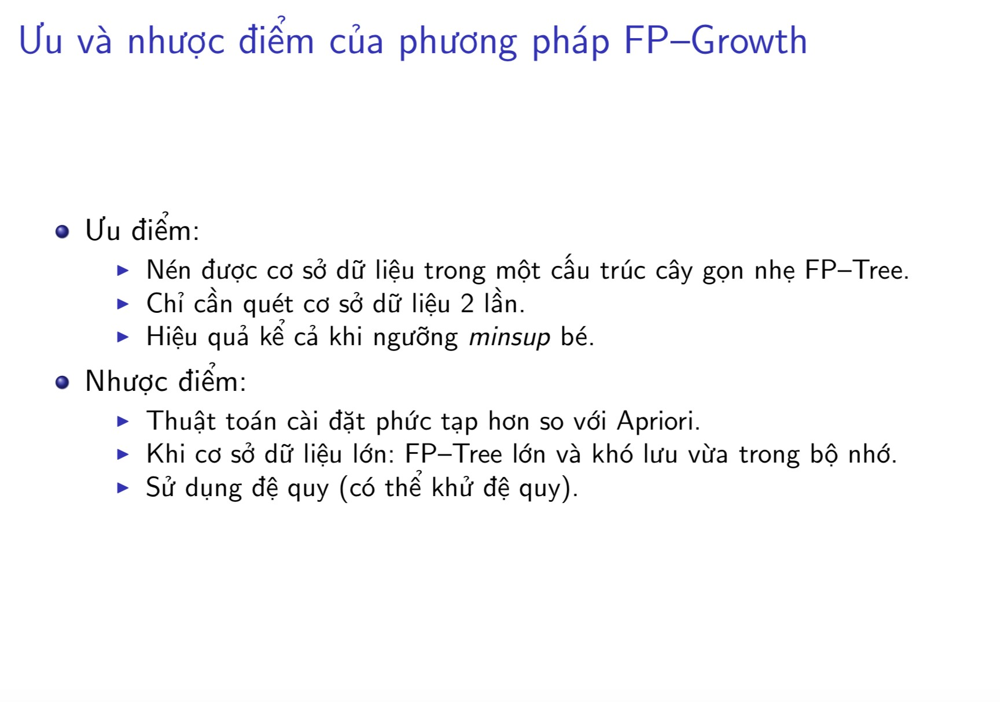 Ưu và nhược điểm của phương pháp FP–Growth
Ưu điểm:
Nén được cơ sở dữ liệu trong một cấu trúc cây gọn nhẹ FP–Tree.
Chỉ cần quét cơ sở dữ liệu 2 lần.
Hiệu quả kể cả khi ngưỡng minsup bé.
Nhược điểm:
Thuật toán cài đặt phức tạp hơn so với Apriori.
Khi cơ sở dữ liệu lớn: FP–Tree lớn và khó lưu vừa trong bộ nhớ.
Sử dụng đệ quy (có thể khử đệ quy).